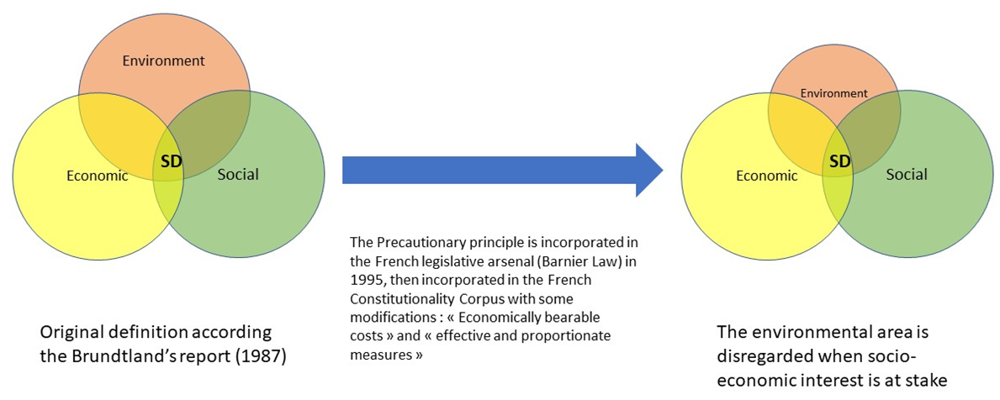 Environment
Economic
SD
Social
The Precautionary principle is incorporated in
the French legislative arsenal (Barnier Law) in
1995, then incorporated in the French
Constitutionality Corpus with some
modifications : « Economically bearable
costs » and « effective and proportionate
measures »
Environment
Economic
SD
Social
Original definition according
the Brundtland's report (1987)
The environmental area is
disregarded when socio-
economic interest is at stake